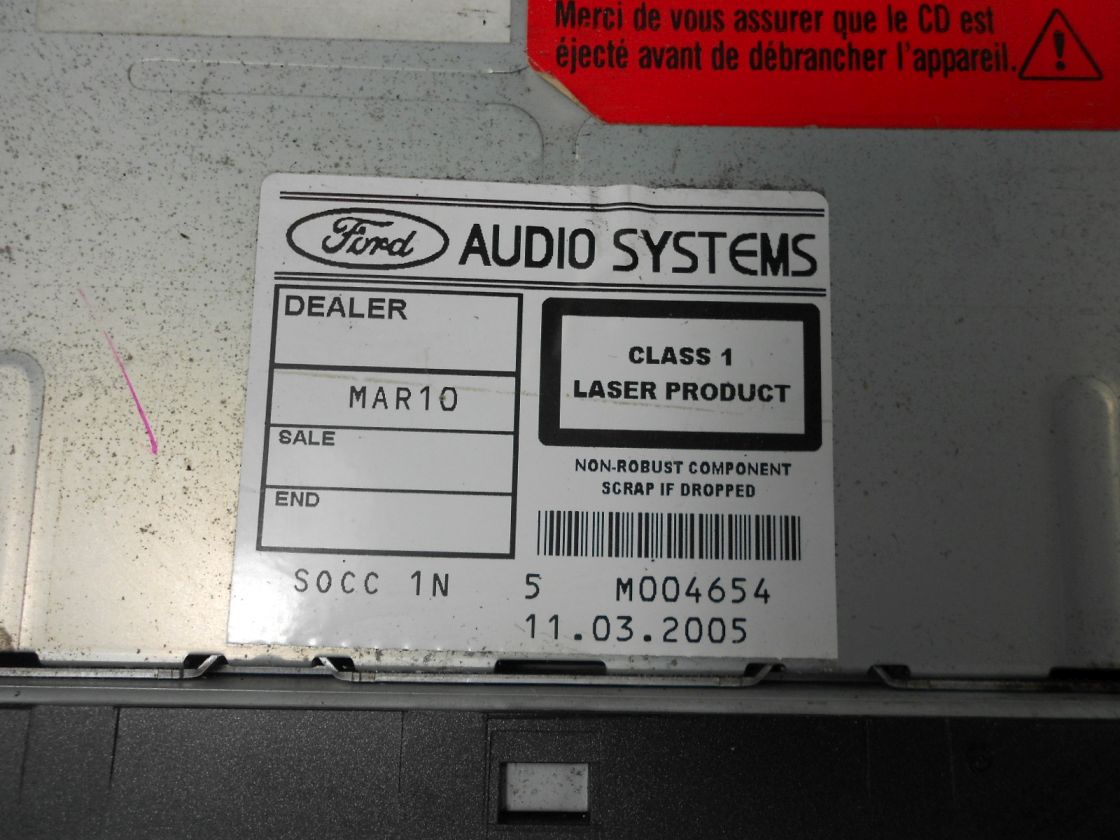 Merci de vous assurer que le CD est
éjecté avant de débrancher l'appareil.
Ford AUDIO SYSTEMS
DEALER
MAR10
SALE
END
CLASS 1
LASER PRODUCT
NON-ROBUST COMPONENT
SCRAP IF DROPPED
SOCC 1N 5 M004654
11.03.2005